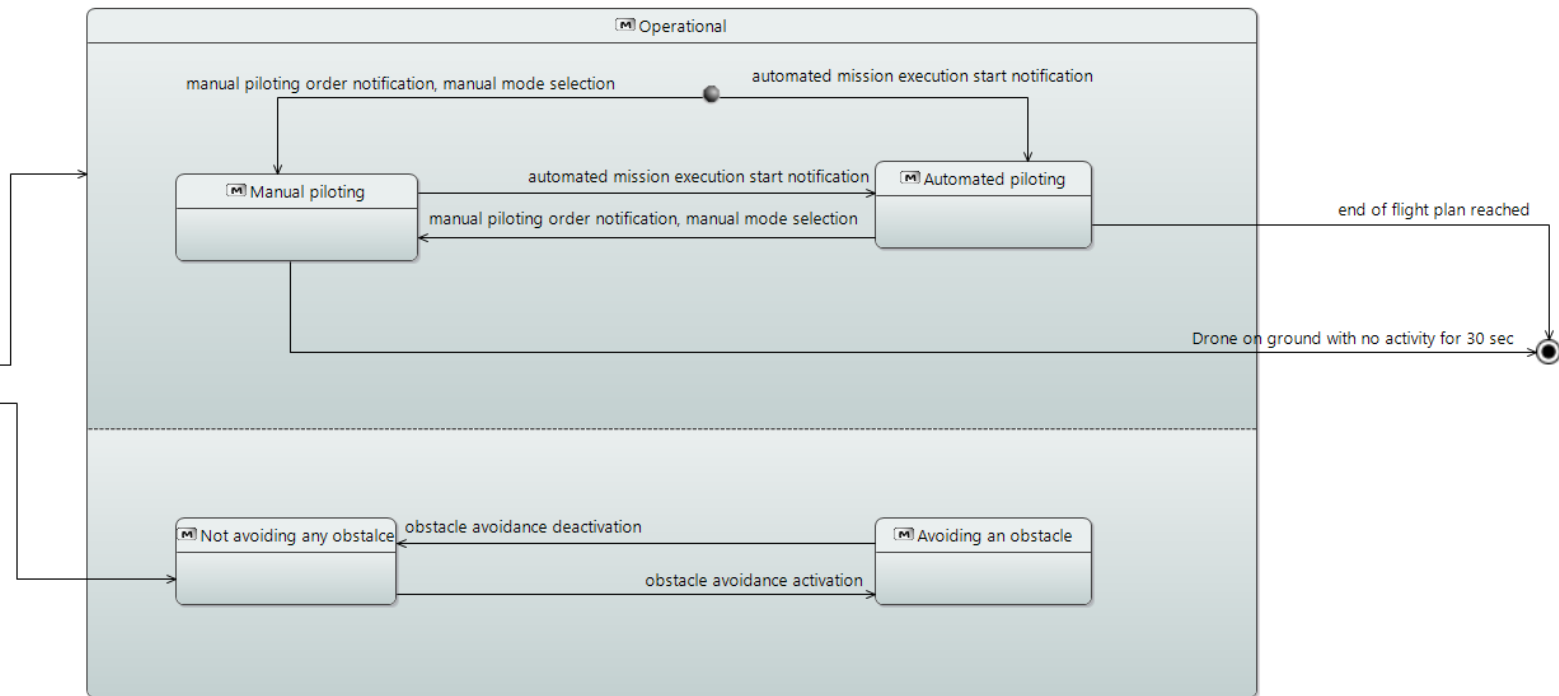 M Operational
manual piloting order notification, manual mode selection
automated mission execution start notification
M Manual piloting
automated mission execution start notification
M Automated piloting
manual piloting order notification, manual mode selection
end of flight plan reached
Drone on ground with no activity for 30 sec
M Not avoiding any obstalce
obstacle avoidance deactivation
M Avoiding an obstacle
obstacle avoidance activation